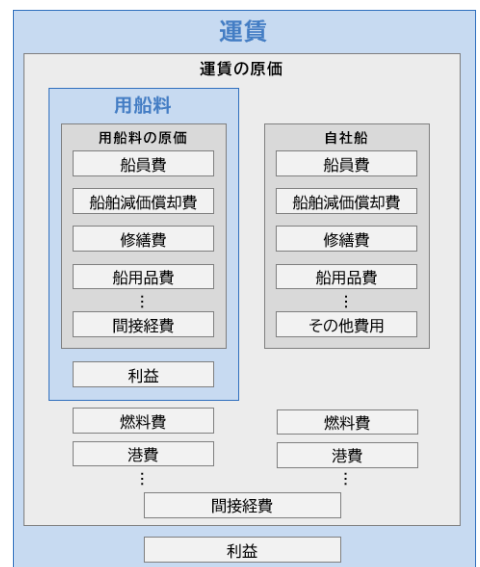 運賃
運賃の原価
用船料
用船料の原価
船員費
船舶減価償却費
修繕費
船用品費
⋮
間接経費
利益
燃料費
港費
⋮
自社船
船員費
船舶減価償却費
修繕費
船用品費
⋮
その他費用
燃料費
港費
⋮
間接経費
利益